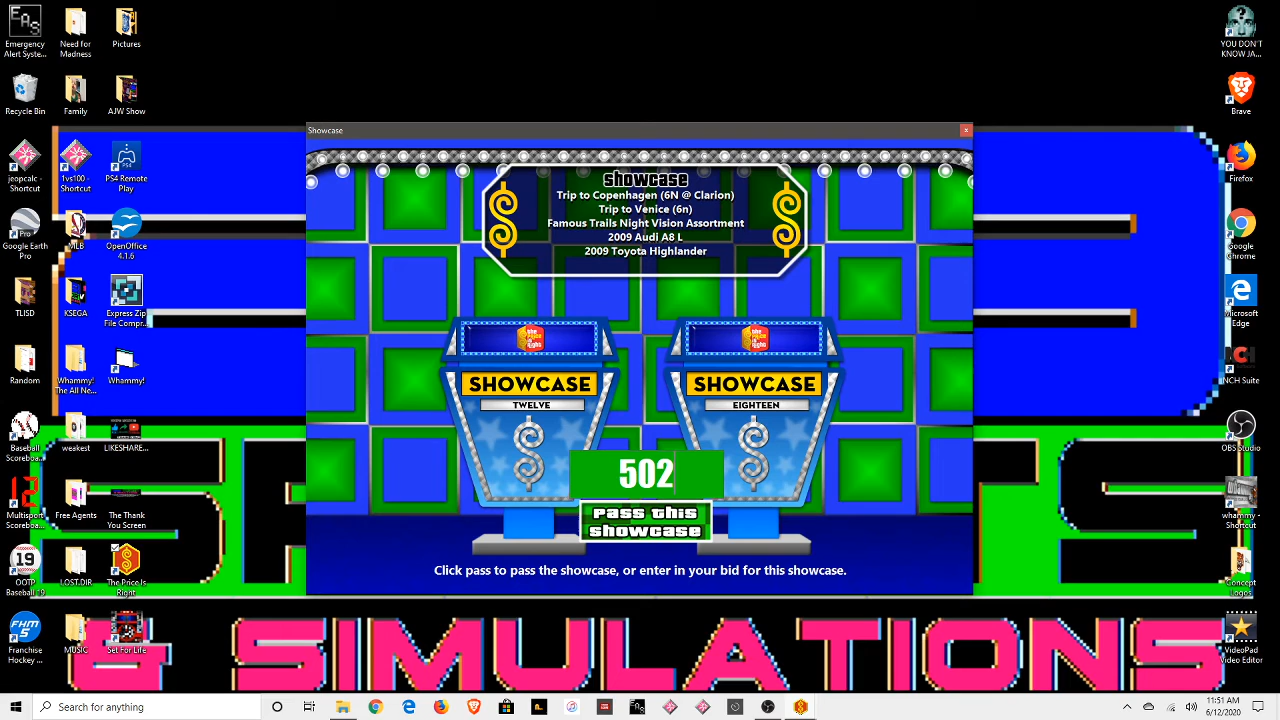 Emergency
Alert Syste...
Need for
Madness
Pictures
YOU DON'T
KNOW JA...
Recycle Bin
Family
AJW Show
Brave
Showcase
showcase
Trip to Copenhagen (6N @ Clarion)
Trip to Venice (6n)
Famous Trails Night Vision Assortment
2009 Audi A8 L
2009 Toyota Highlander
jeopcalc -
Shortcut
tvs100 -
Shortcut
PS4 Remote
Play
Firefox
Google Earth
Pro
MLB
OpenOffice
4.1.6
Google
Chrome
TLISD
KSEGA
Express Zip
File Compr...
Microsoft
Edge
Random
Whammy!
The All Ne...
Whammy!
NCH Suite
SHOWCASE
TWELVE
SHOWCASE
EIGHTEEN
Baseball
Scoreboa...
weakest
LIKESHARE...
OBS Studio
502
Pass this
showcase
Multisport
Scoreboa...
Free Agents
The Thank
You Screen
whammy -
Shortcut
OOTP
Baseball 19
LOST.DIR
The Price Is
Right
Concept
Logos
Click pass to pass the showcase, or enter in your bid for this showcase.
Franchise
Hockey ...
MUSIC
Set For Life
VideoPad
Video Editor
& SIMULATIONS
Search for anything
11:51 AM
6/12/2020